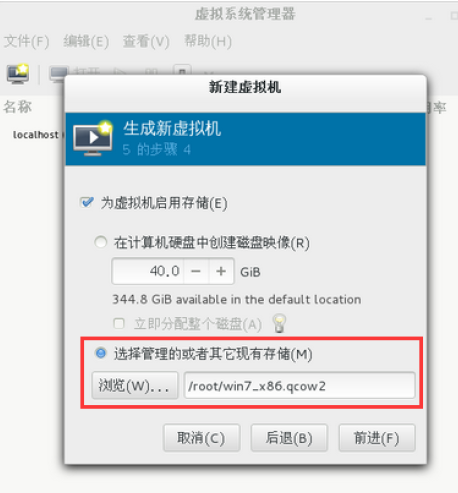 虚拟系统管理器
文件(F) 编辑(E) 查看(V) 帮助(H)
打开
名称
率
新建虚拟机
localhost
生成新虚拟机
5 的步骤 4
为虚拟机启用存储(E)
在计算机硬盘中创建磁盘映像(R)
40.0 − + GiB
344.8 GiB available in the default location
立即分配整个磁盘(A)
选择管理的或者其它现有存储(M)
浏览(W)... /root/win7_x86.qcow2
取消(C) 后退(B) 前进(F)